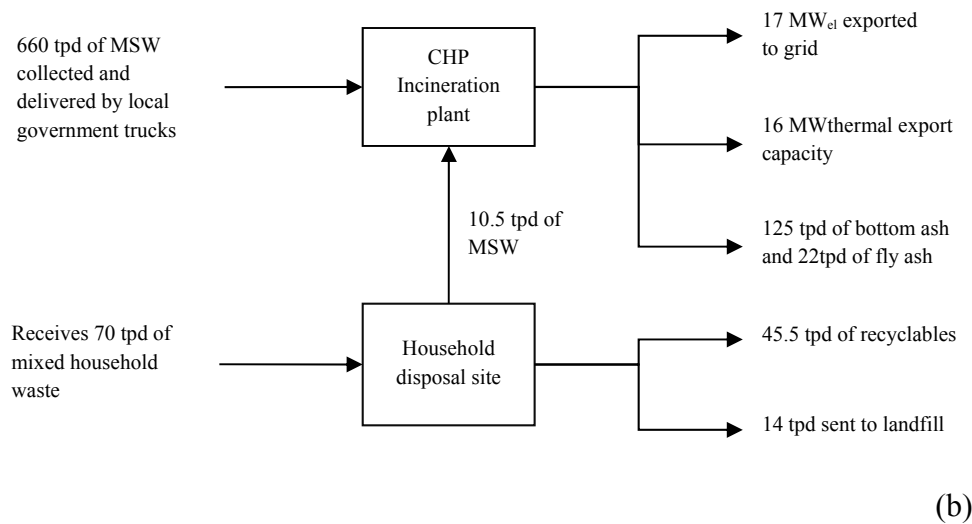 660 tpd of MSW
collected and
delivered by local
government trucks
CHP
Incineration
plant
17 MWel exported
to grid
16 MWthermal export
capacity
125 tpd of bottom ash
and 22tpd of fly ash
10.5 tpd of
MSW
Receives 70 tpd of
mixed household
waste
Household
disposal site
45.5 tpd of recyclables
14 tpd sent to landfill
(b)